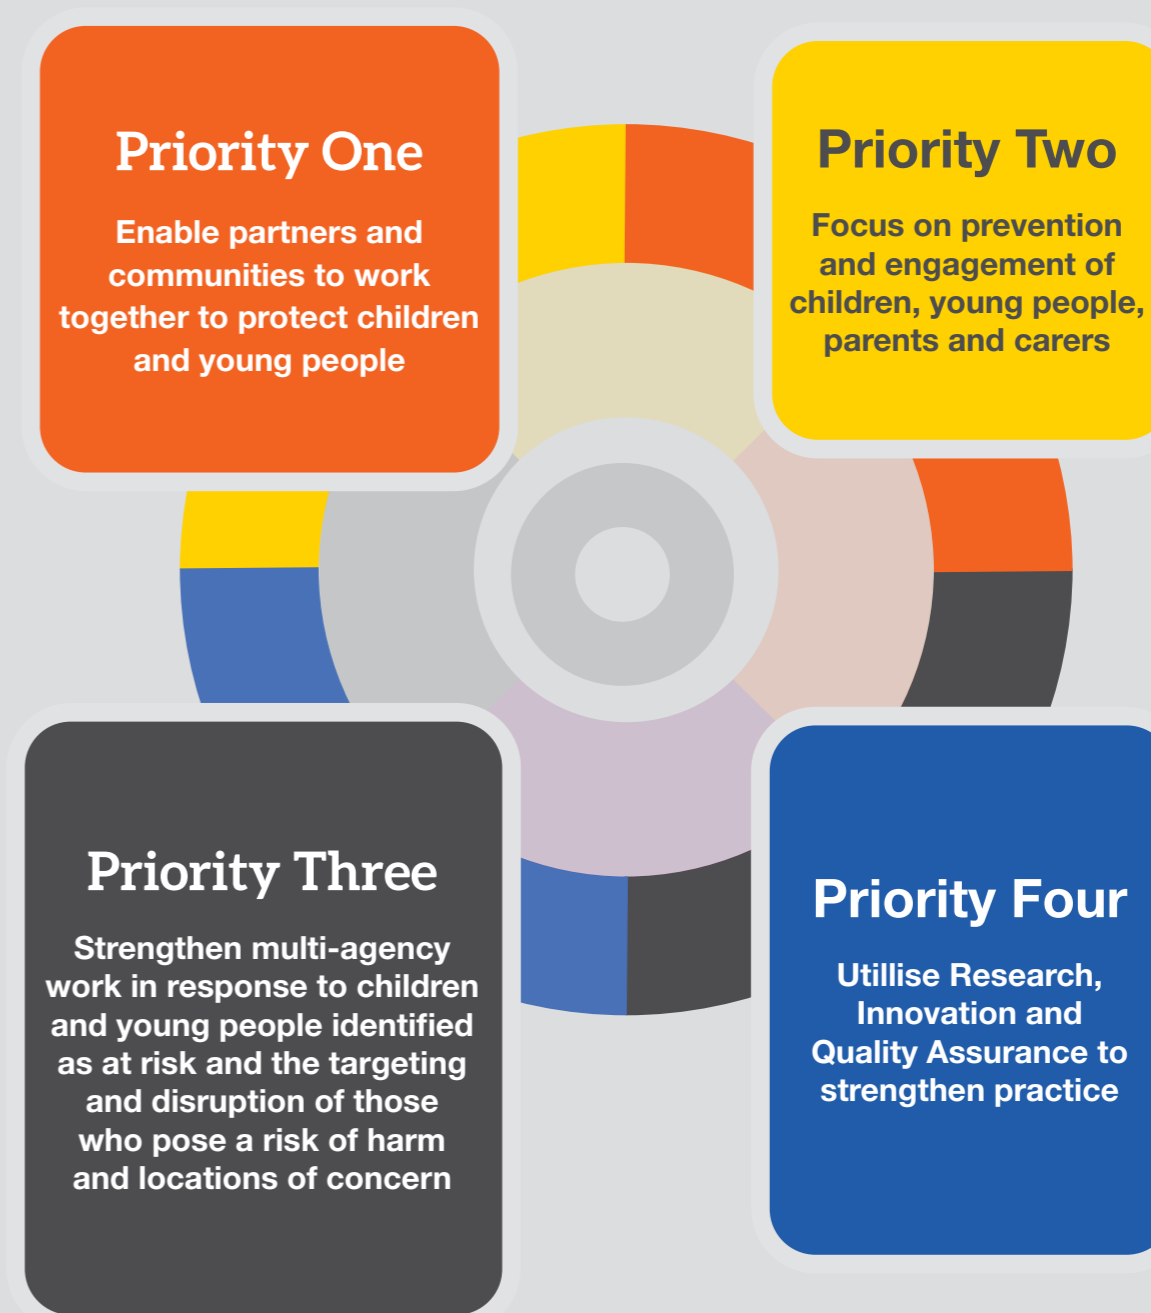 Priority One
Enable partners and
communities to work
together to protect children
and young people
Priority Two
Focus on prevention
and engagement of
children, young people,
parents and carers
Priority Three
Strengthen multi-agency
work in response to children
and young people identified
as at risk and the targeting
and disruption of those
who pose a risk of harm
and locations of concern
Priority Four
Utillise Research,
Innovation and
Quality Assurance to
strengthen practice